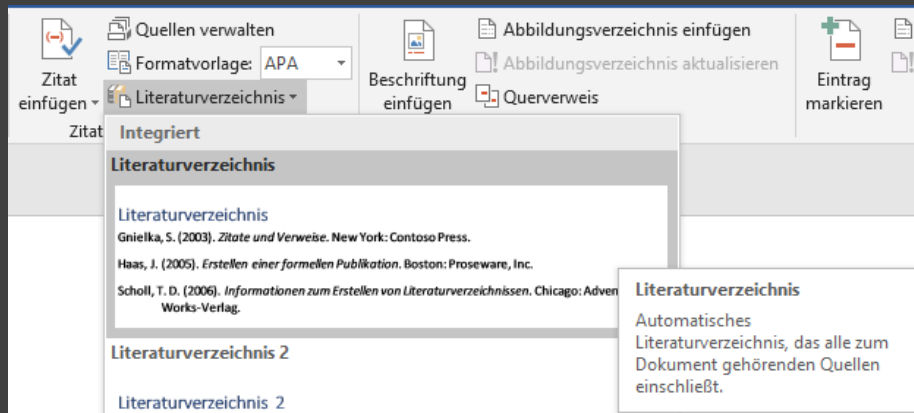 Zitat
einfügen
Quellen verwalten
Formatvorlage: APA
Literaturverzeichnis
Zitat
Beschriftung
einfügen
Abbildungsverzeichnis einfügen
Abbildungsverzeichnis aktualisieren
Querverweis
Eintrag
markieren
Integriert
Literaturverzeichnis
Literaturverzeichnis
Gnielka, S. (2003). Zitate und Verweise. New York: Contoso Press.
Haas, J. (2005). Erstellen einer formellen Publikation. Boston: Proseware, Inc.
Scholl, T. D. (2006). Informationen zum Erstellen von Literaturverzeichnissen. Chicago: Adven
Works-Verlag.
Literaturverzeichnis 2
Literaturverzeichnis 2
Literaturverzeichnis
Automatisches
Literaturverzeichnis, das alle zum
Dokument gehörenden Quellen
einschließt.